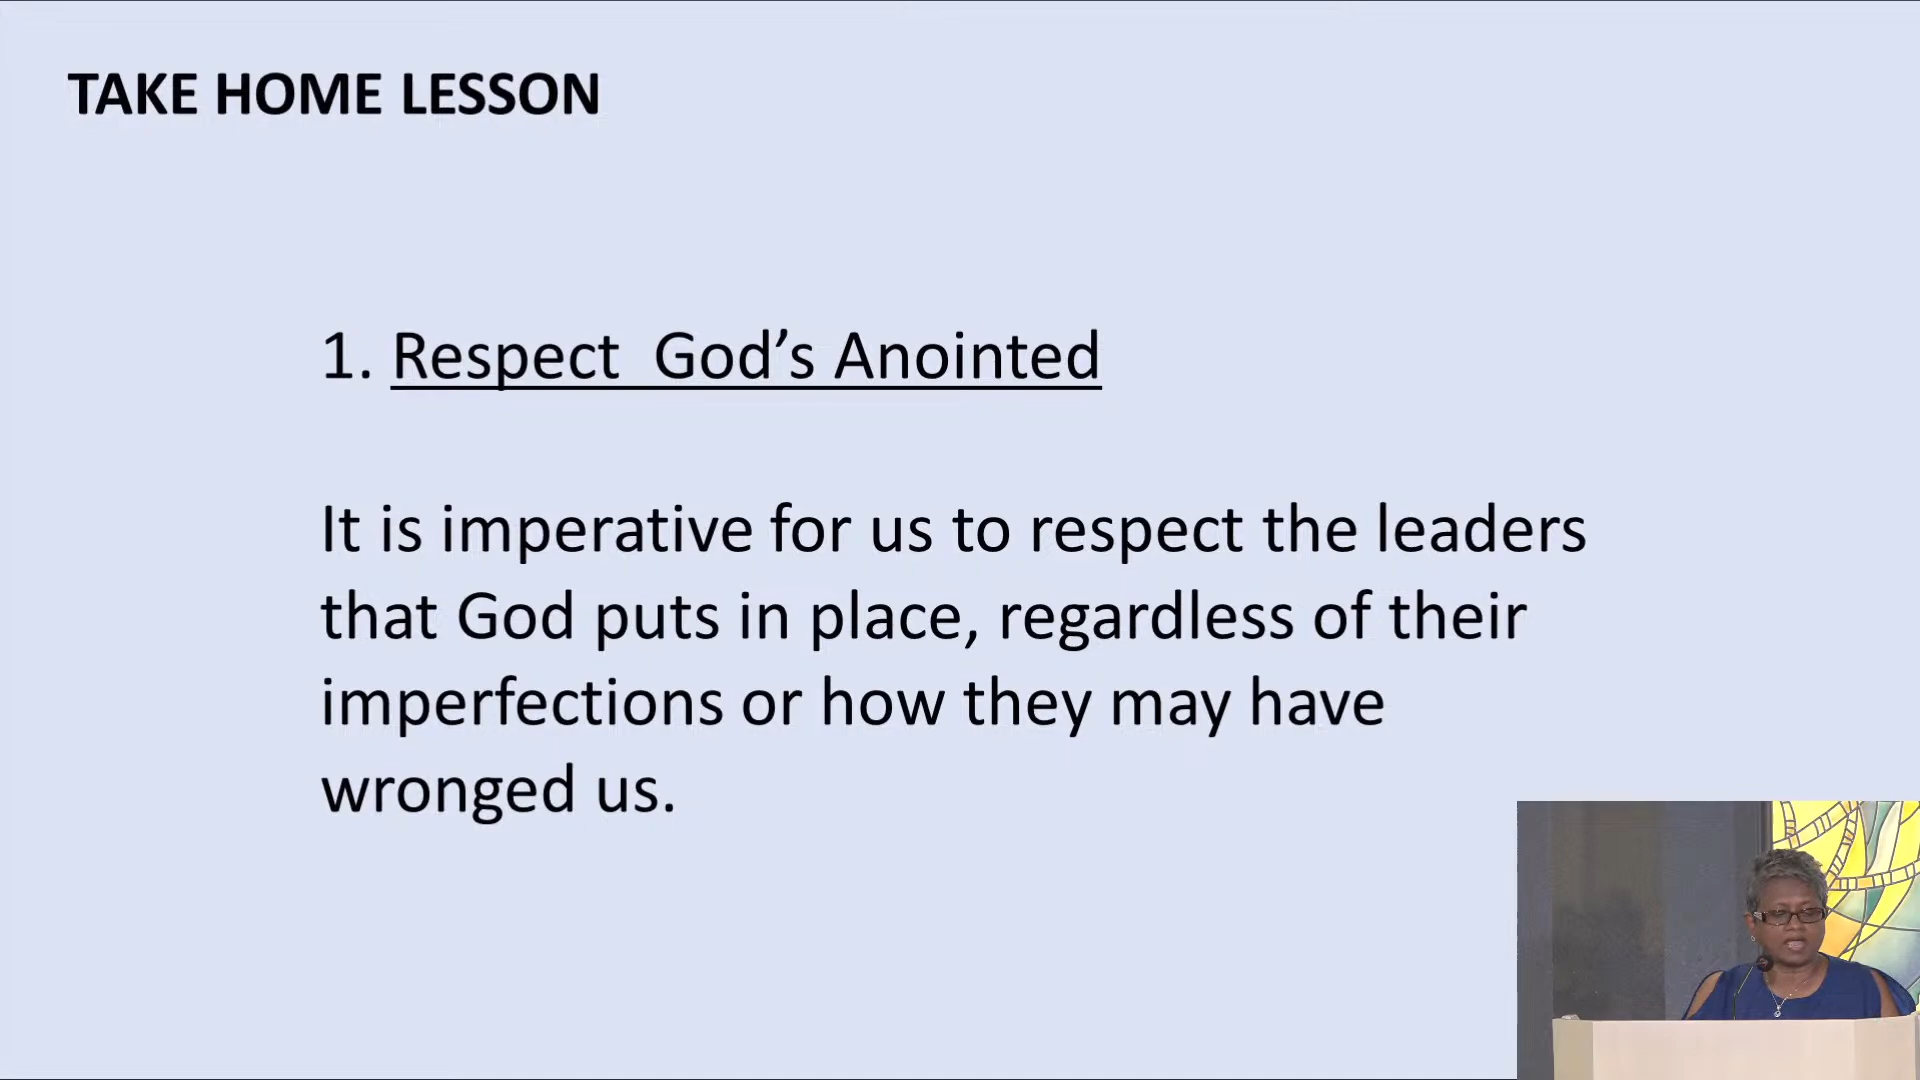 TAKE HOME LESSON
1. Respect  God’s Anointed
It is imperative for us to respect the leaders
that God puts in place, regardless of their
imperfections or how they may have
wronged us.